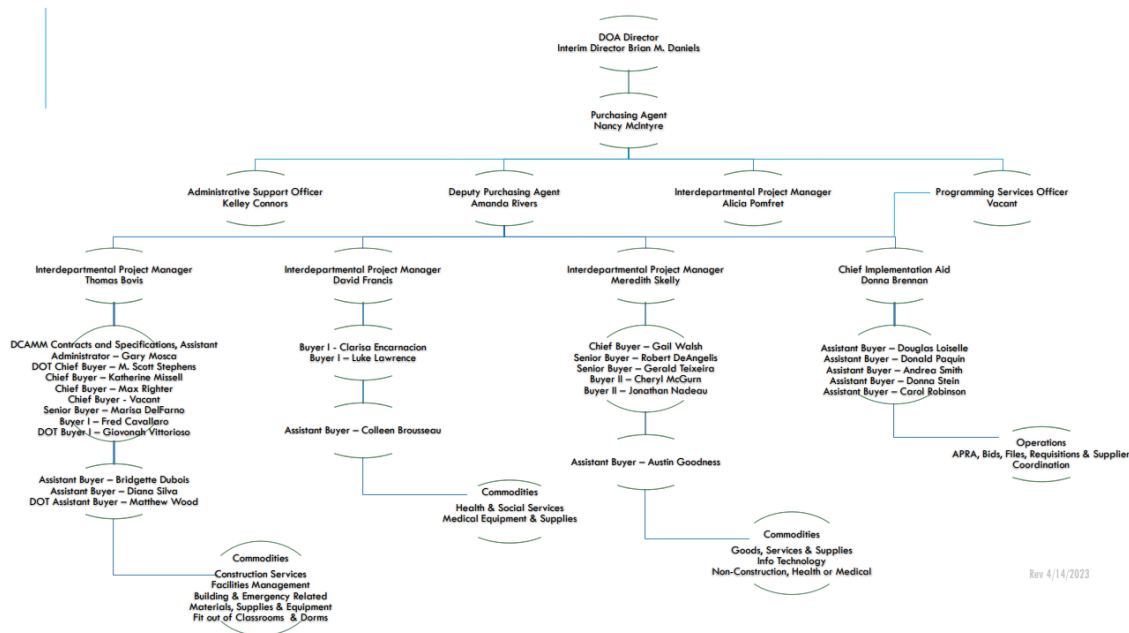 DOA Director
Interim Director Brian M. Daniels
Purchasing Agent
Nancy McIntyre
Administrative Support Officer
Kelley Connors
Deputy Purchasing Agent
Amanda Rivers
Interdepartmental Project Manager
Alicia Pomfret
Programming Services Officer
Vacant
Interdepartmental Project Manager
Thomas Bovis
Interdepartmental Project Manager
David Francis
Interdepartmental Project Manager
Meredith Skelly
Chief Implementation Aid
Donna Brennan
DCAMM Contracts and Specifications, Assistant
Administrator – Gary Mosca
DOT Chief Buyer – M. Scott Stephens
Chief Buyer – Katherine Missell
Chief Buyer – Max Righter
Chief Buyer - Vacant
Senior Buyer – Marisa DelFarno
Buyer I – Fred Cavallaro
DOT Buyer I – Giovonah Vittorioso
Buyer I - Clarisa Encarnacion
Buyer I – Luke Lawrence
Chief Buyer – Gail Walsh
Senior Buyer – Robert DeAngelis
Senior Buyer – Gerald Teixeira
Buyer II – Cheryl McGurn
Buyer II – Jonathan Nadeau
Assistant Buyer – Douglas Loiselle
Assistant Buyer – Donald Paquin
Assistant Buyer – Andrea Smith
Assistant Buyer – Donna Stein
Assistant Buyer – Carol Robinson
Assistant Buyer – Bridgette Dubois
Assistant Buyer – Diana Silva
DOT Assistant Buyer – Matthew Wood
Assistant Buyer – Colleen Brousseau
Assistant Buyer – Austin Goodness
Operations
APRA, Bids, Files, Requisitions & Supplier
Coordination
Commodities
Health & Social Services
Medical Equipment & Supplies
Commodities
Goods, Services & Supplies
Info Technology
Non-Construction, Health or Medical
Commodities
Construction Services
Facilities Management
Building & Emergency Related
Materials, Supplies & Equipment
Fit out of Classrooms & Dorms
Rev 4/14/2023